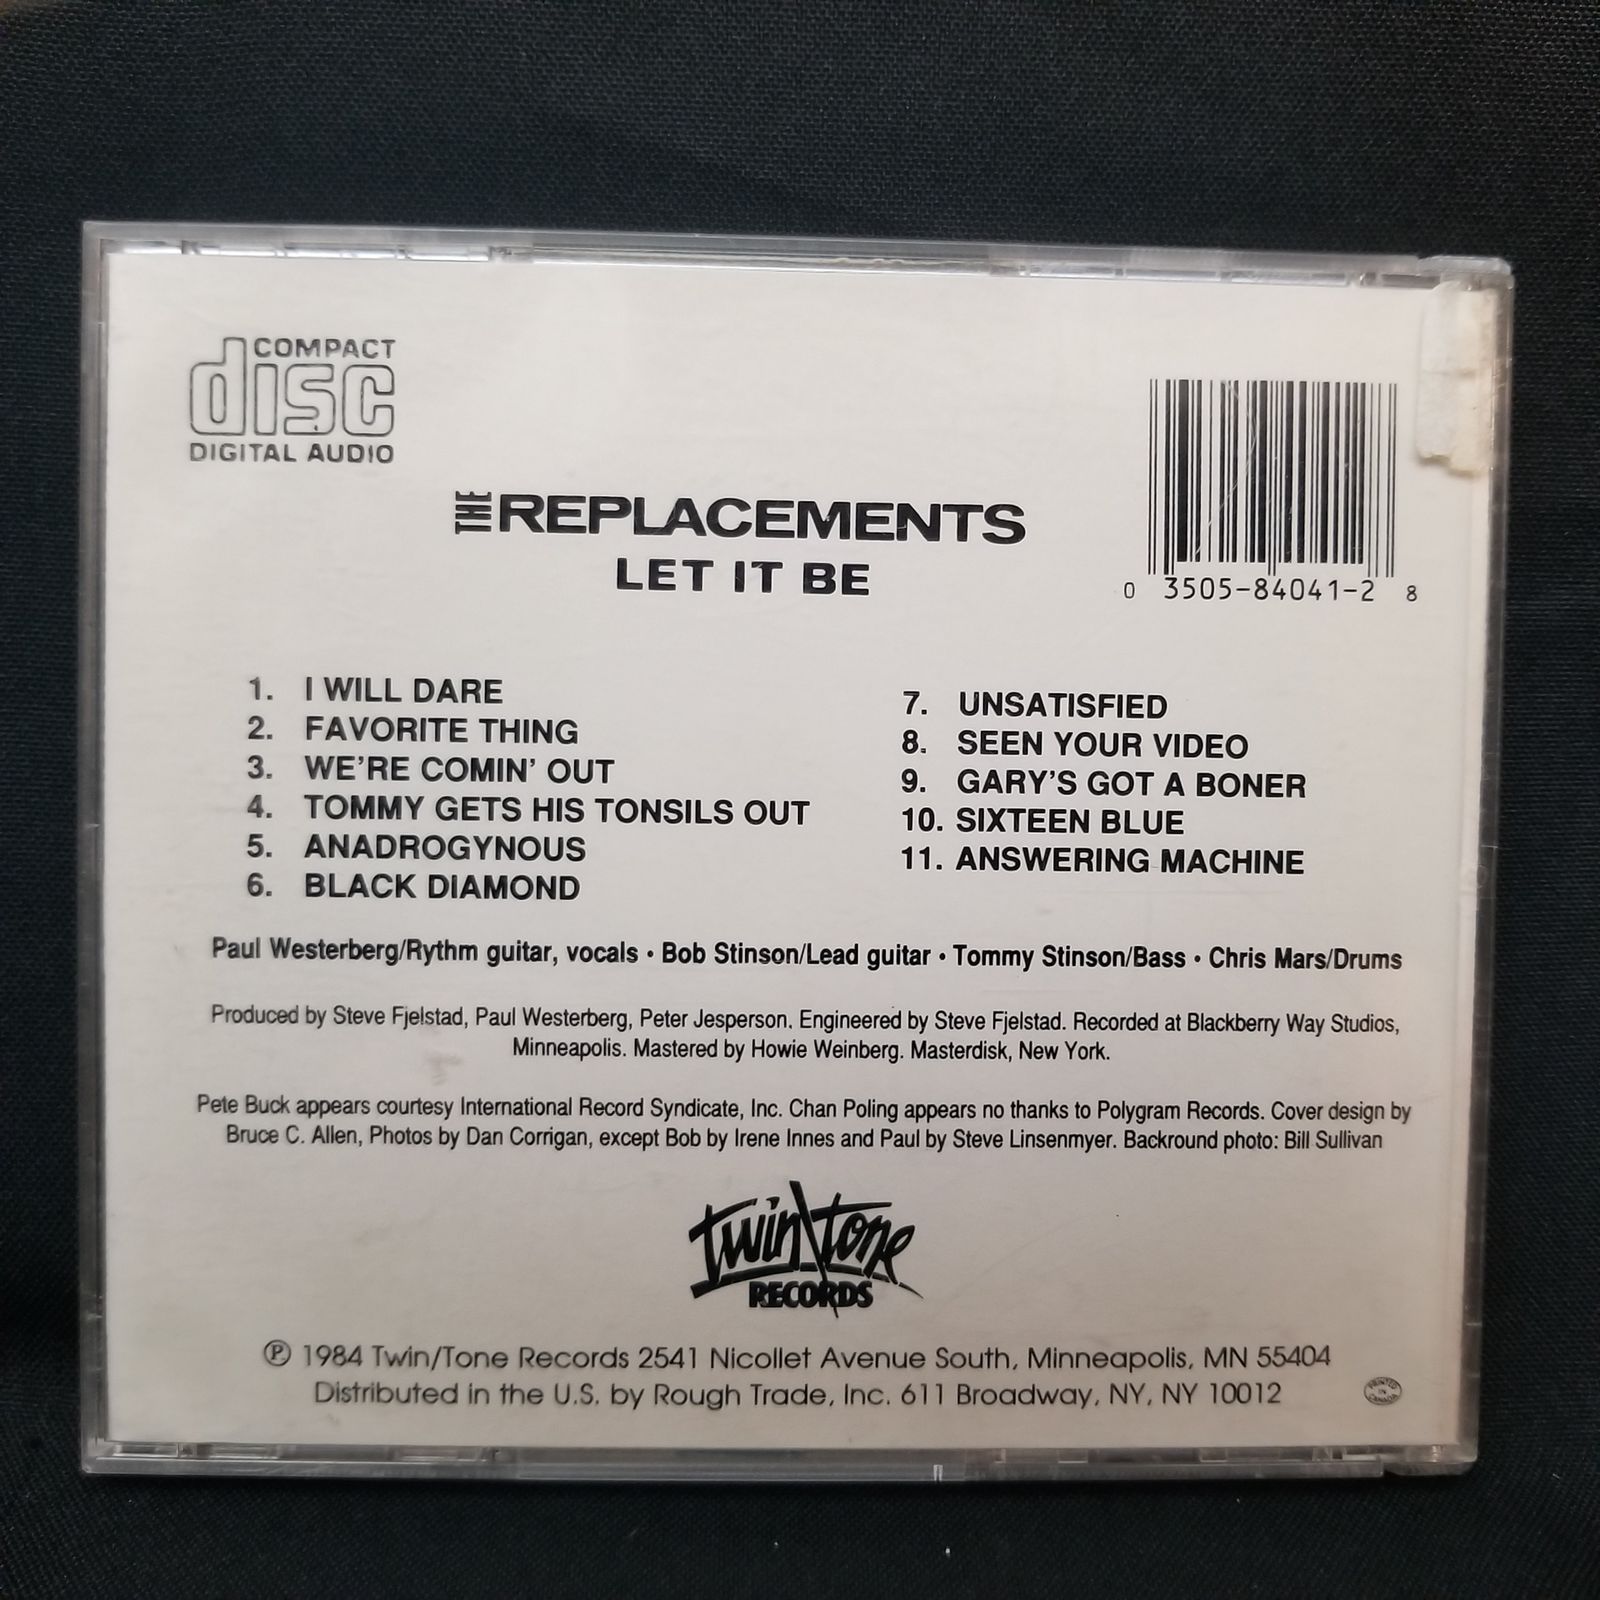 COMPACT
disc
DIGITAL AUDIO
THE REPLACEMENTS
LET IT BE
0 3505-84041-2 8
1. I WILL DARE
2. FAVORITE THING
3. WE'RE COMIN' OUT
4. TOMMY GETS HIS TONSILS OUT
5. ANADROGYNOUS
6. BLACK DIAMOND
7. UNSATISFIED
8. SEEN YOUR VIDEO
9. GARY'S GOT A BONER
10. SIXTEEN BLUE
11. ANSWERING MACHINE
Paul Westerberg/Rythm guitar, vocals • Bob Stinson/Lead guitar • Tommy Stinson/Bass • Chris Mars/Drums
Produced by Steve Fjelstad, Paul Westerberg, Peter Jesperson. Engineered by Steve Fjelstad. Recorded at Blackberry Way Studios,
Minneapolis. Mastered by Howie Weinberg. Masterdisk, New York.
Pete Buck appears courtesy International Record Syndicate, Inc. Chan Poling appears no thanks to Polygram Records. Cover design by
Bruce C. Allen, Photos by Dan Corrigan, except Bob by Irene Innes and Paul by Steve Linsenmyer. Backround photo: Bill Sullivan
twin\tone
RECORDS
℗ 1984 Twin/Tone Records 2541 Nicollet Avenue South, Minneapolis, MN 55404
Distributed in the U.S. by Rough Trade, Inc. 611 Broadway, NY, NY 10012
PRINTED
IN
CANADA